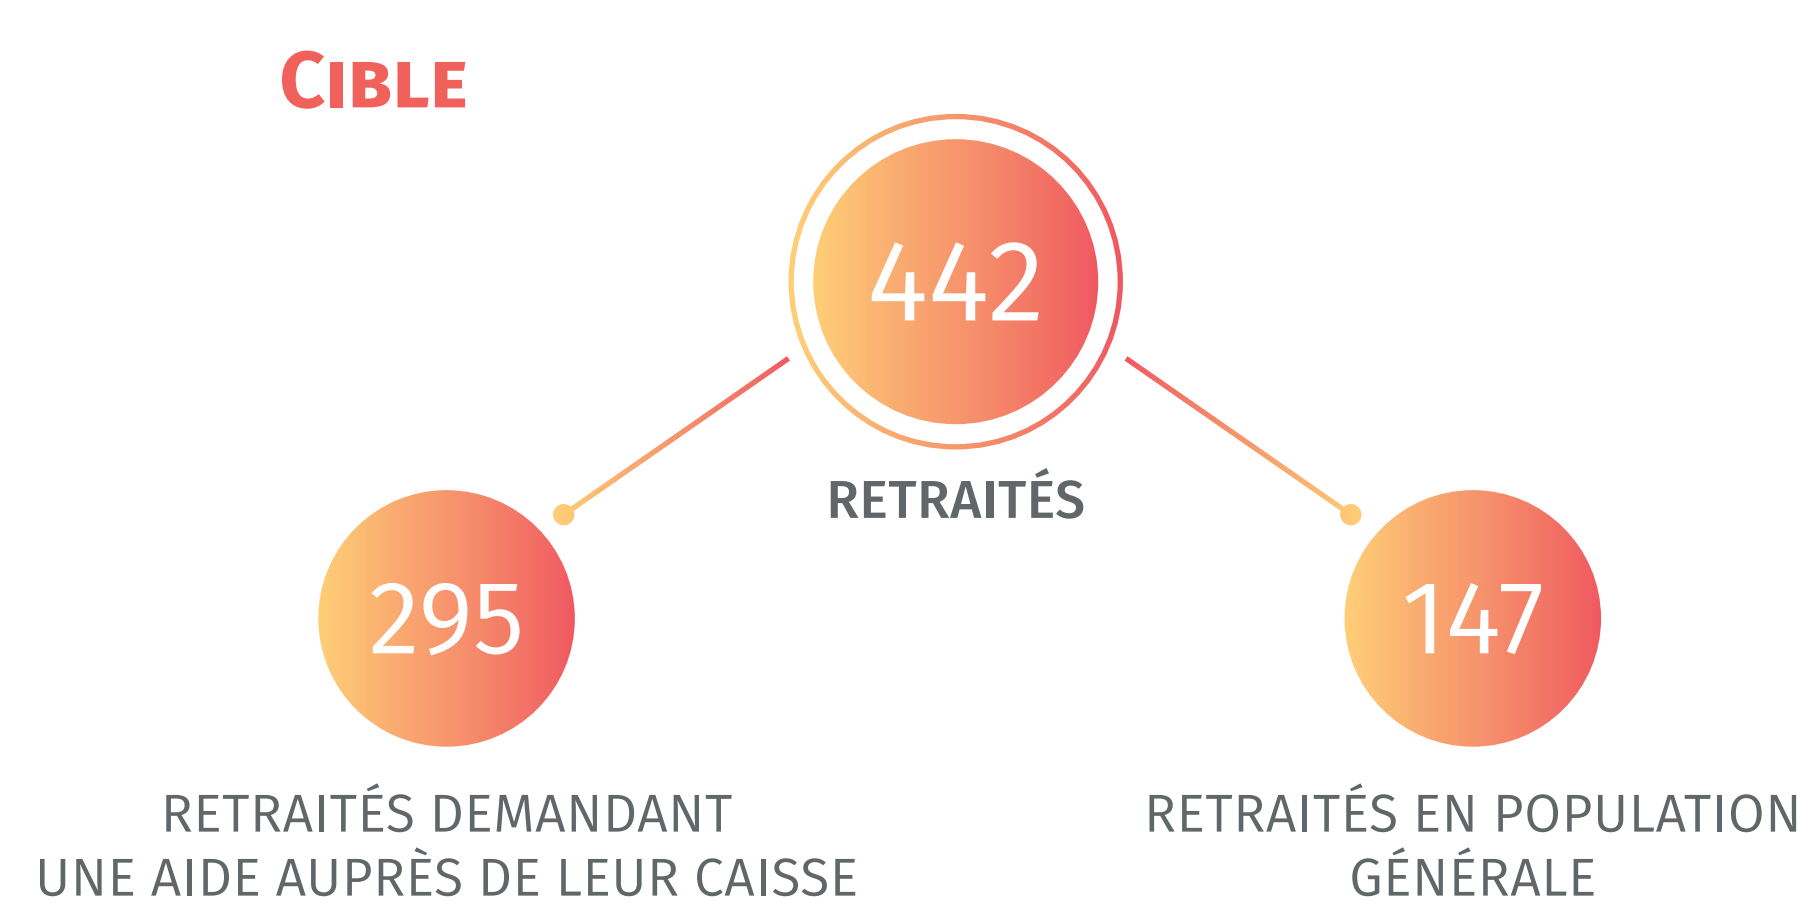 CIBLE
442
RETRAITÉS
295
RETRAITÉS DEMANDANT
UNE AIDE AUPRÈS DE LEUR CAISSE
147
RETRAITÉS EN POPULATION
GÉNÉRALE